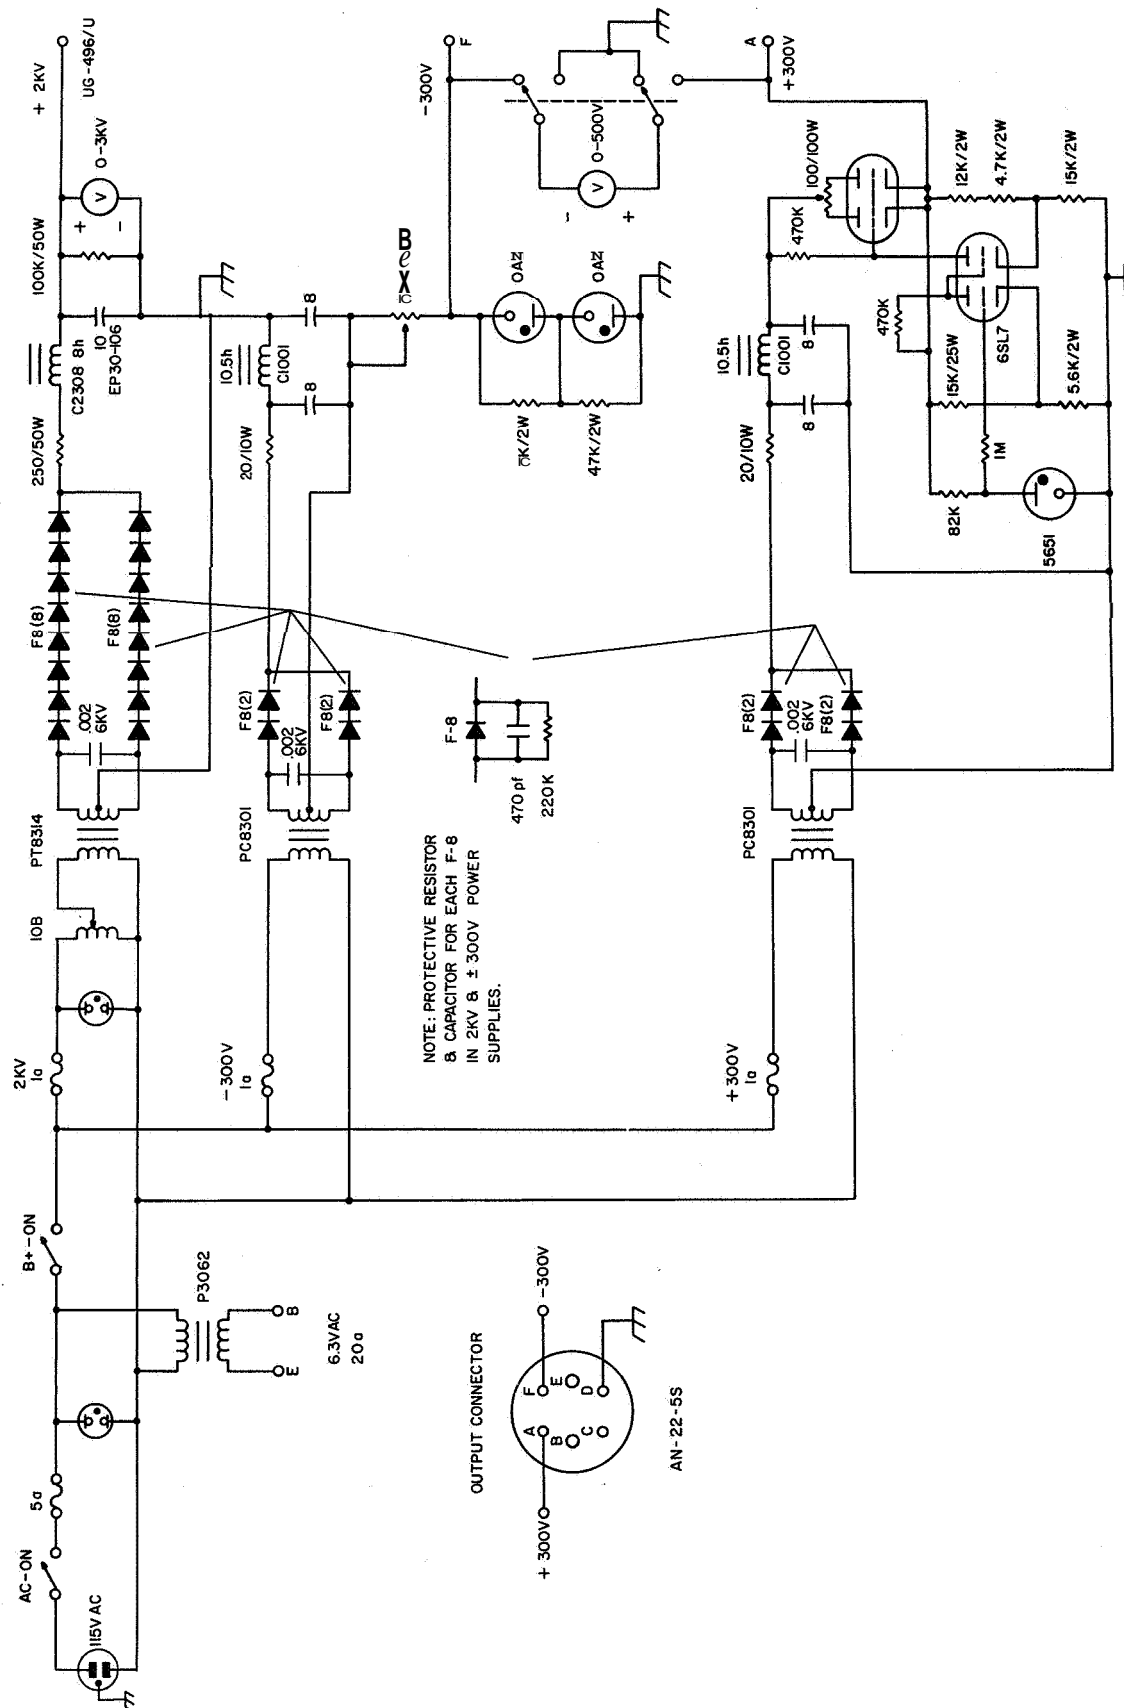 115VAC
AC-ON
5a
6.3VAC
20a
E
B
P3062
B+-ON
2KV
1a
10B
PT8314
.002
6KV
F8(8)
F8(8)
250/50W
C2308 8h
10
EP30-106
100K/50W
+
-
V
0-3KV
+ 2KV
UG-496/U
-300V
1a
PC8301
.002
6KV
F8(2)
F8(2)
20/10W
10.5h
C1001
8
8
47K/2W
-300V
F
-
V
+
0-500V
A
+300V
NOTE: PROTECTIVE RESISTOR
& CAPACITOR FOR EACH F-8
IN 2KV & ± 300V POWER
SUPPLIES.
F-8
470pf
220K
+300V
1a
PC8301
F8(2)
.002
6KV
F8(2)
20/10W
10.5h
C1001
8
8
470K
100/100W
82K
5651
1M
15K/25W
470K
6SL7
5.6K/2W
12K/2W
4.7K/2W
15K/2W
OUTPUT CONNECTOR
+300V
-300V
A
F
B
E
C
D
AN-22-5S